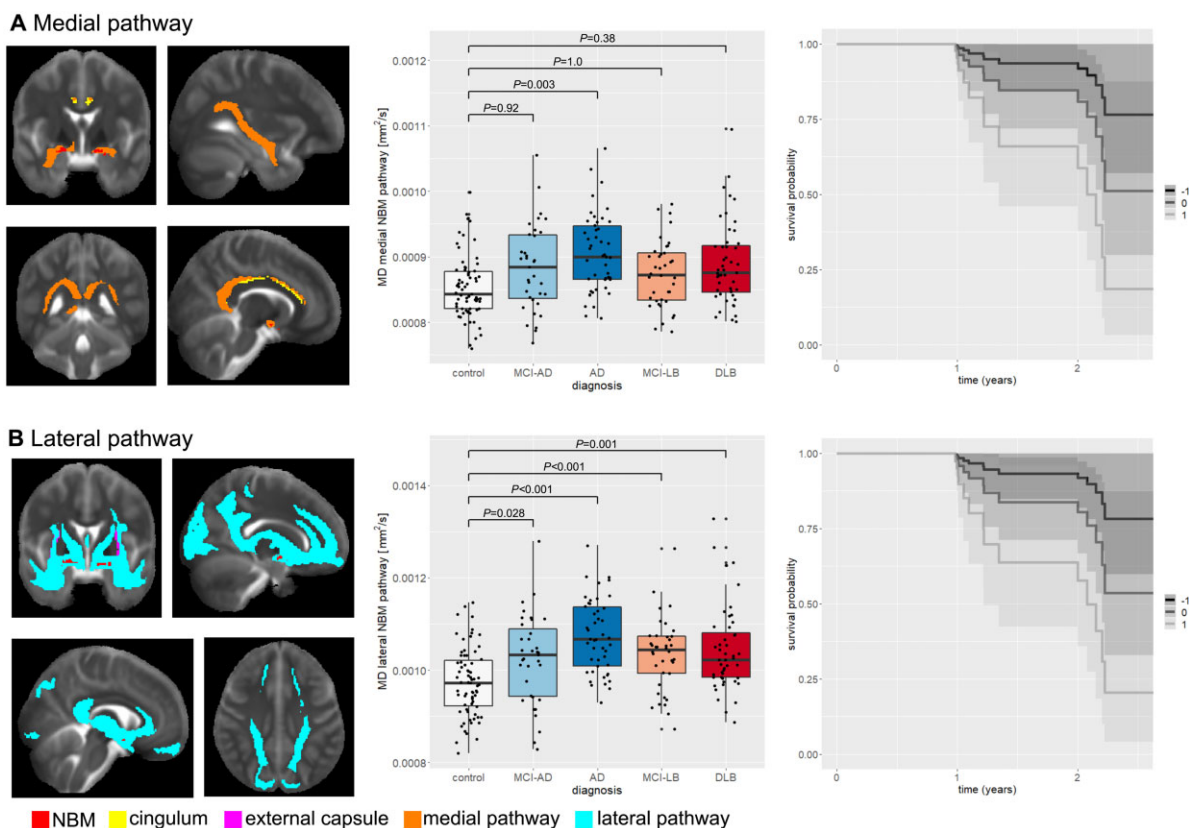 A Medial pathway
MD medial NBM pathway [mm²/s]
0.0012
0.0011
0.0010
0.0009
0.0008
P=0.38
P=1.0
P=0.003
P=0.92
control MCI-AD AD MCI-LB DLB
diagnosis
survival probability
1.00
0.75
0.50
0.25
0.00
0 1 2
time (years)
-1
0
1
B Lateral pathway
MD lateral NBM pathway [mm²/s]
0.0014
0.0012
0.0010
0.0008
P=0.001
P<0.001
P<0.001
P=0.028
control MCI-AD AD MCI-LB DLB
diagnosis
survival probability
1.00
0.75
0.50
0.25
0.00
0 1 2
time (years)
-1
0
1
NBM cingulum external capsule medial pathway lateral pathway